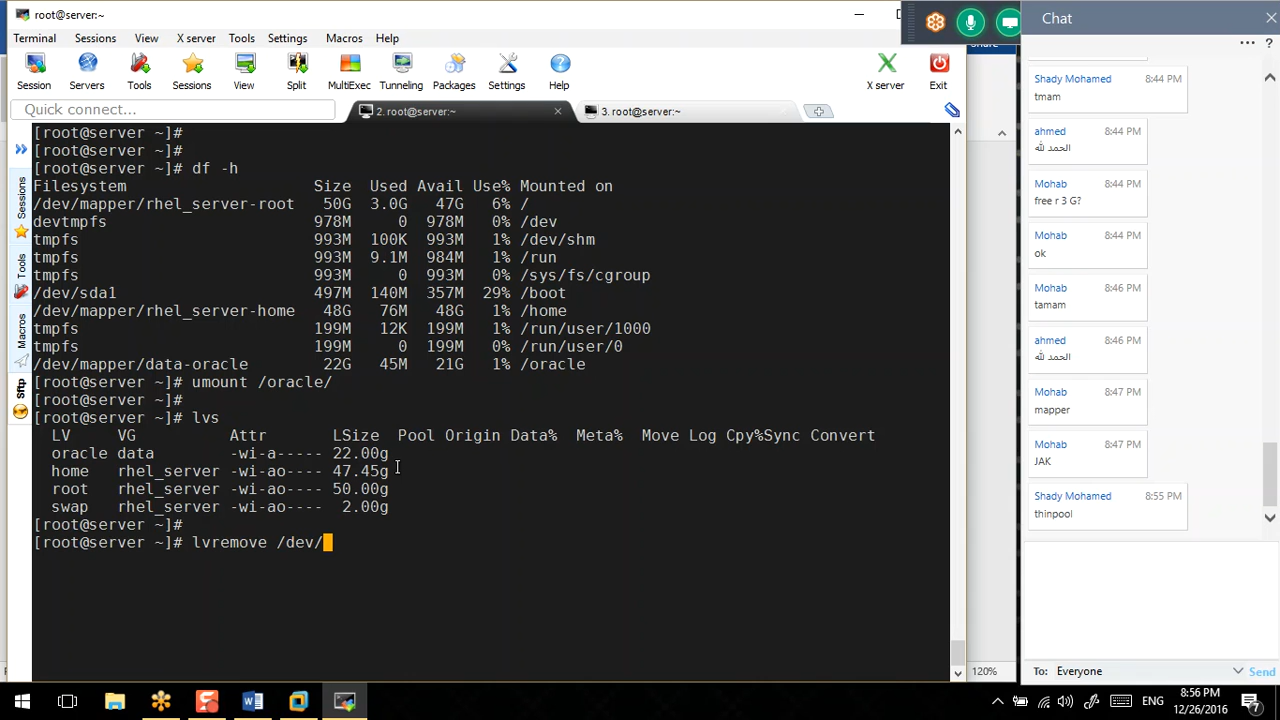 root@server:~
Terminal Sessions View X server Tools Settings Macros Help
Session Servers Tools Sessions View Split MultiExec Tunneling Packages Settings Help X server Exit
Quick connect...
2. root@server:~
3. root@server:~
Sessions
Tools
Macros
Sftp
[root@server ~]#
[root@server ~]#
[root@server ~]# df -h
Filesystem Size Used Avail Use% Mounted on
/dev/mapper/rhel_server-root 50G 3.0G 47G 6% /
devtmpfs 978M 0 978M 0% /dev
tmpfs 993M 100K 993M 1% /dev/shm
tmpfs 993M 9.1M 984M 1% /run
tmpfs 993M 0 993M 0% /sys/fs/cgroup
/dev/sda1 497M 140M 357M 29% /boot
/dev/mapper/rhel_server-home 48G 76M 48G 1% /home
tmpfs 199M 12K 199M 1% /run/user/1000
tmpfs 199M 0 199M 0% /run/user/0
/dev/mapper/data-oracle 22G 45M 21G 1% /oracle
[root@server ~]# umount /oracle/
[root@server ~]#
[root@server ~]# lvs
LV VG Attr LSize Pool Origin Data% Meta% Move Log Cpy%Sync Convert
oracle data -wi-a----- 22.00g
home rhel_server -wi-ao---- 47.45g
root rhel_server -wi-ao---- 50.00g
swap rhel_server -wi-ao---- 2.00g
[root@server ~]#
[root@server ~]# lvremove /dev/
Share
120%
Chat
Shady Mohamed 8:44 PM
tmam
ahmed 8:44 PM
الحمد لله
Mohab 8:44 PM
free r 3 G?
Mohab 8:44 PM
ok
Mohab 8:46 PM
tamam
ahmed 8:46 PM
الحمد لله
Mohab 8:47 PM
mapper
Mohab 8:47 PM
JAK
Shady Mohamed 8:55 PM
thinpool
To: Everyone Send
ENG
8:56 PM
12/26/2016
7